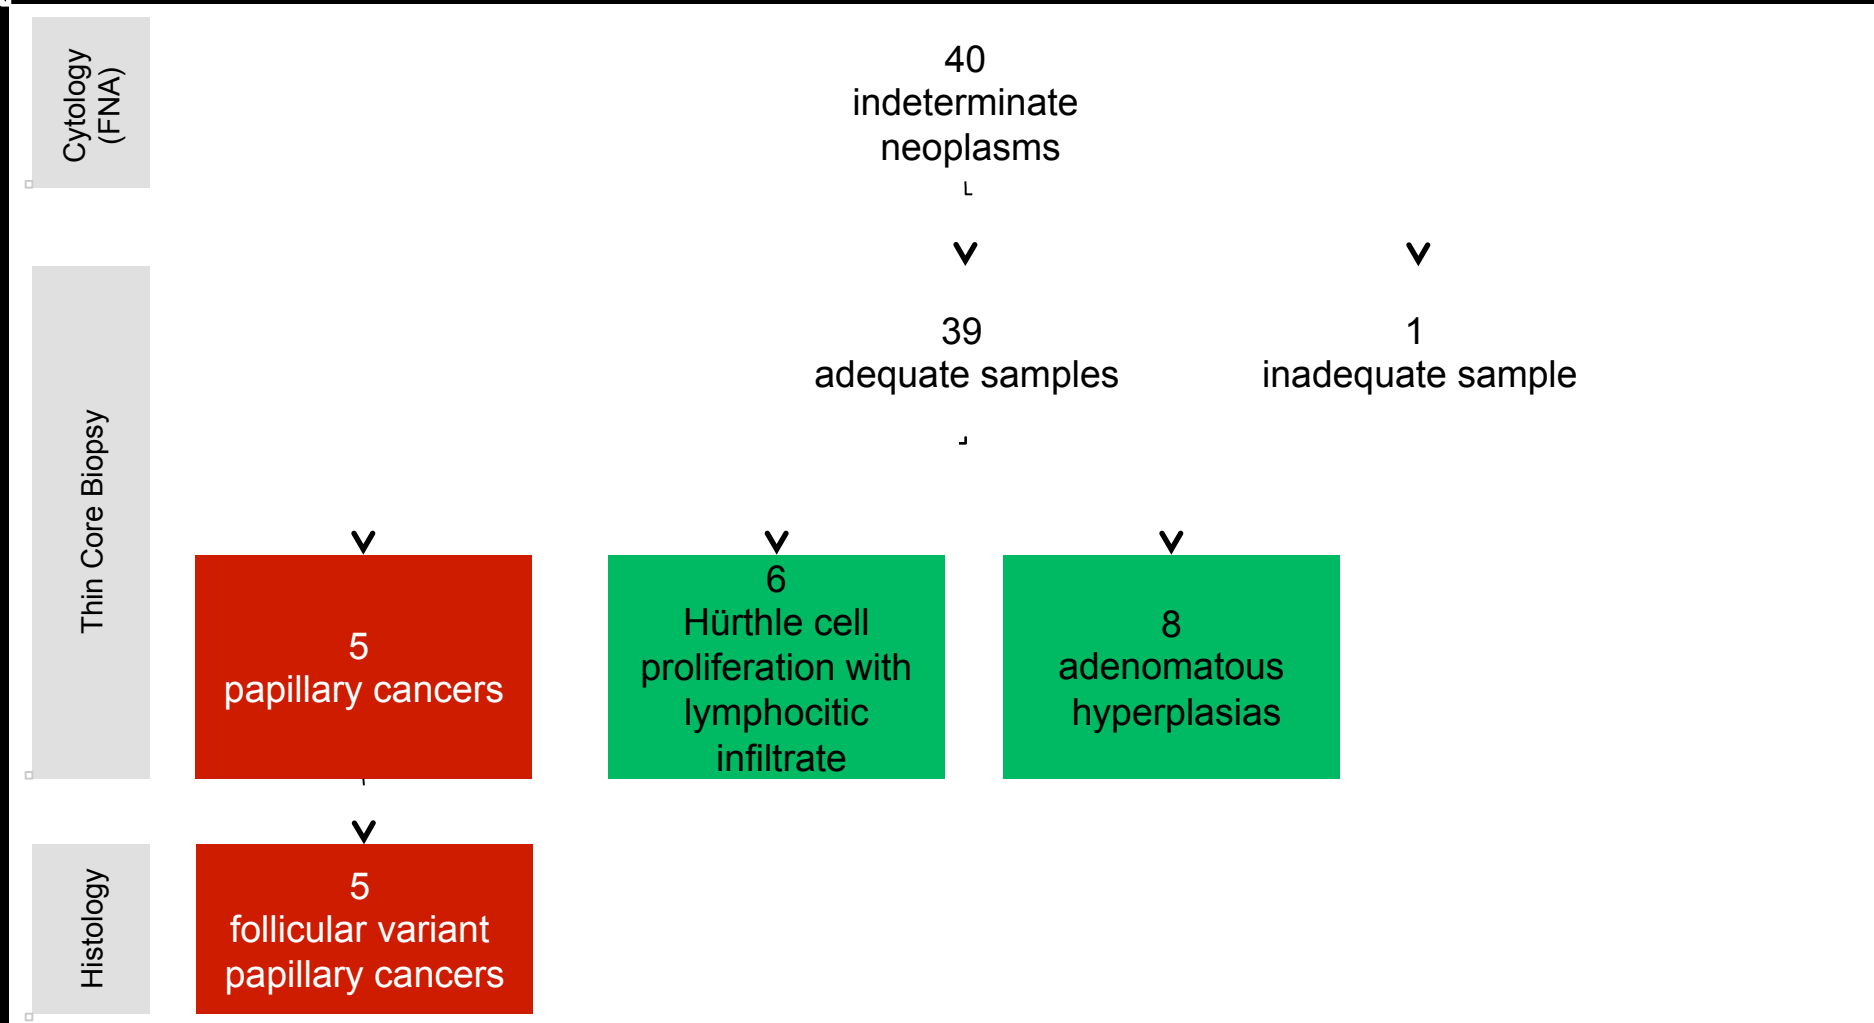 Cytology
(FNA)
40
indeterminate
neoplasms
39
adequate samples
1
inadequate sample
Thin Core Biopsy
5
papillary cancers
6
Hürthle cell
proliferation with
lymphocitic
infiltrate
8
adenomatous
hyperplasias
Histology
5
follicular variant
papillary cancers